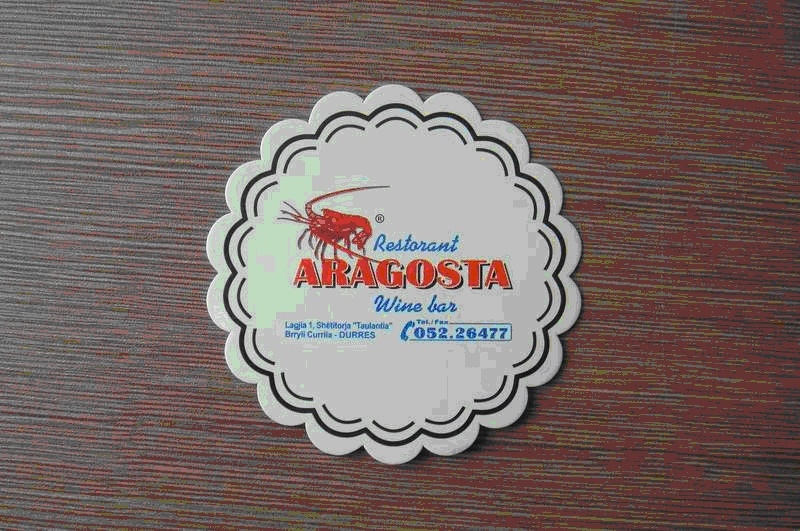 ®
Restorant
ARAGOSTA
Wine bar
Lagjia 1, Shëtitorja "Taulantia"
Brryli Currila - DURRES
Tel./Fax
052.26477